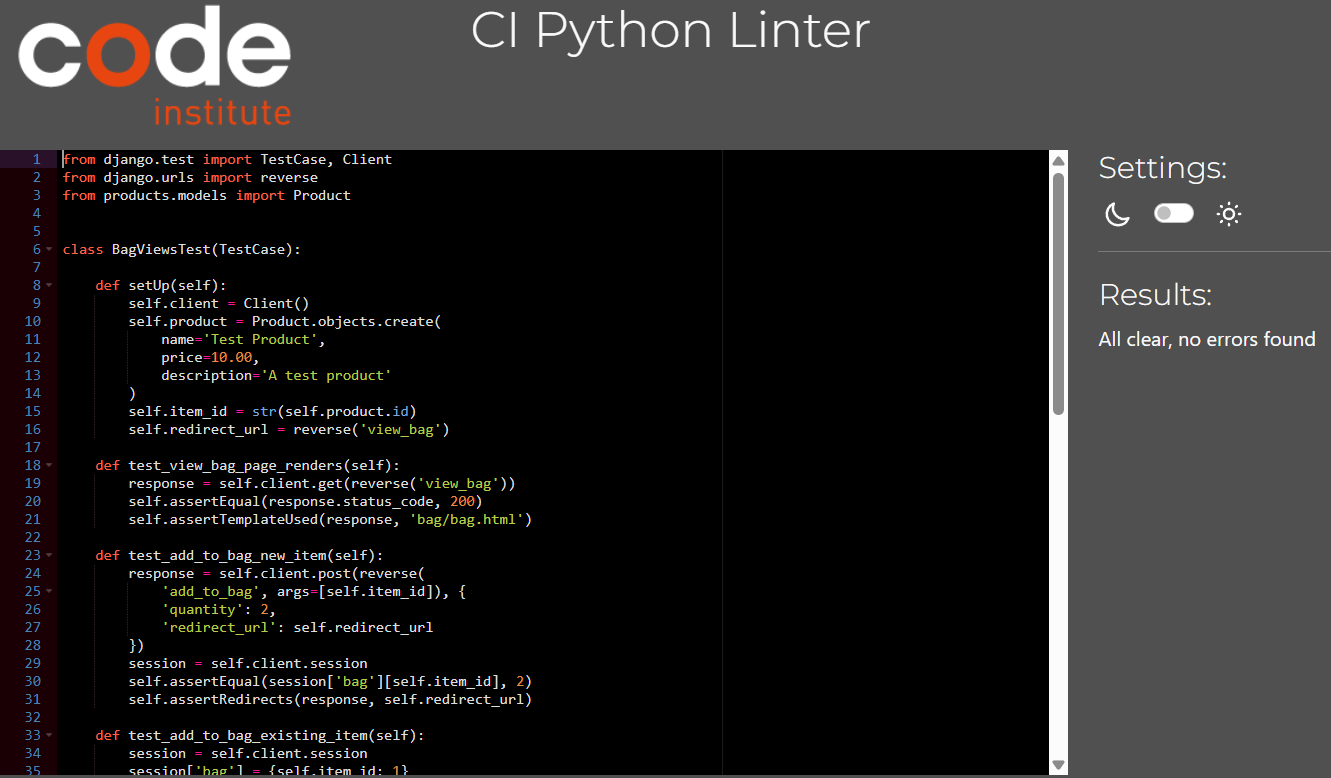 code
institute
CI Python Linter
1 from django.test import TestCase, Client
2 from django.urls import reverse
3 from products.models import Product
4
5
6 class BagViewsTest(TestCase):
7
8     def setUp(self):
9         self.client = Client()
10         self.product = Product.objects.create(
11             name='Test Product',
12             price=10.00,
13             description='A test product'
14         )
15         self.item_id = str(self.product.id)
16         self.redirect_url = reverse('view_bag')
17
18     def test_view_bag_page_renders(self):
19         response = self.client.get(reverse('view_bag'))
20         self.assertEqual(response.status_code, 200)
21         self.assertTemplateUsed(response, 'bag/bag.html')
22
23     def test_add_to_bag_new_item(self):
24         response = self.client.post(reverse(
25             'add_to_bag', args=[self.item_id]), {
26             'quantity': 2,
27             'redirect_url': self.redirect_url
28         })
29         session = self.client.session
30         self.assertEqual(session['bag'][self.item_id], 2)
31         self.assertRedirects(response, self.redirect_url)
32
33     def test_add_to_bag_existing_item(self):
34         session = self.client.session
35         session['bag'] = {self.item_id: 1}
Settings:
Results:
All clear, no errors found